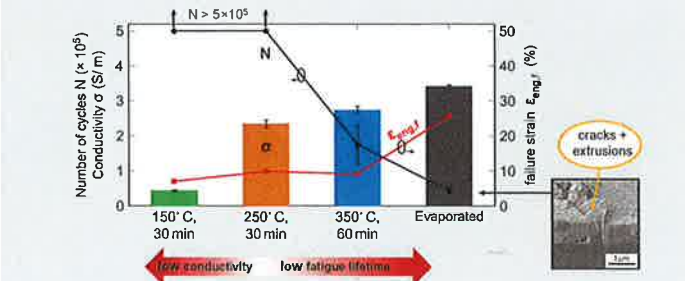 N > 5×10⁵
Number of cycles N (× 10⁵)
Conductivity σ (S/m)
5
4
3
2
1
0
N
σ
εeng,f
50
40
30
20
10
0
failure strain εeng,f (%)
150° C,
30 min
250° C,
30 min
350° C,
60 min
Evaporated
cracks +
extrusions
1μm
low conductivity
low fatigue lifetime